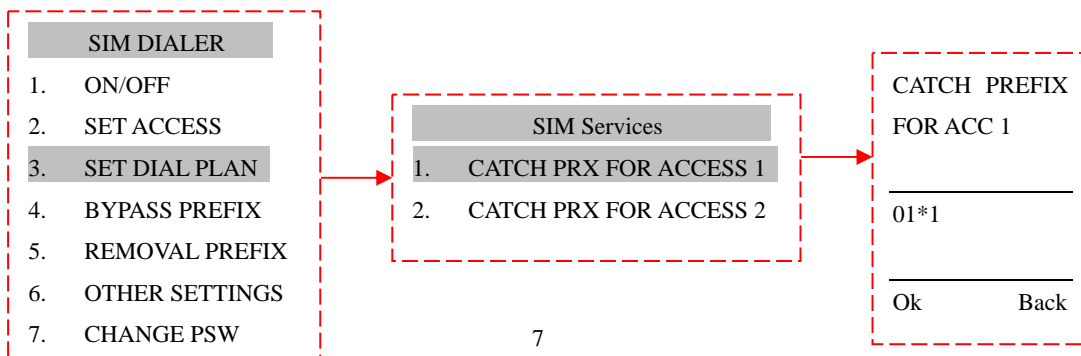 SIM DIALER
1. ON/OFF
2. SET ACCESS
3. SET DIAL PLAN
4. BYPASS PREFIX
5. REMOVAL PREFIX
6. OTHER SETTINGS
7. CHANGE PSW
SIM Services
1. CATCH PRX FOR ACCESS 1
2. CATCH PRX FOR ACCESS 2
CATCH PREFIX
FOR ACC 1
01*1
Ok Back
7